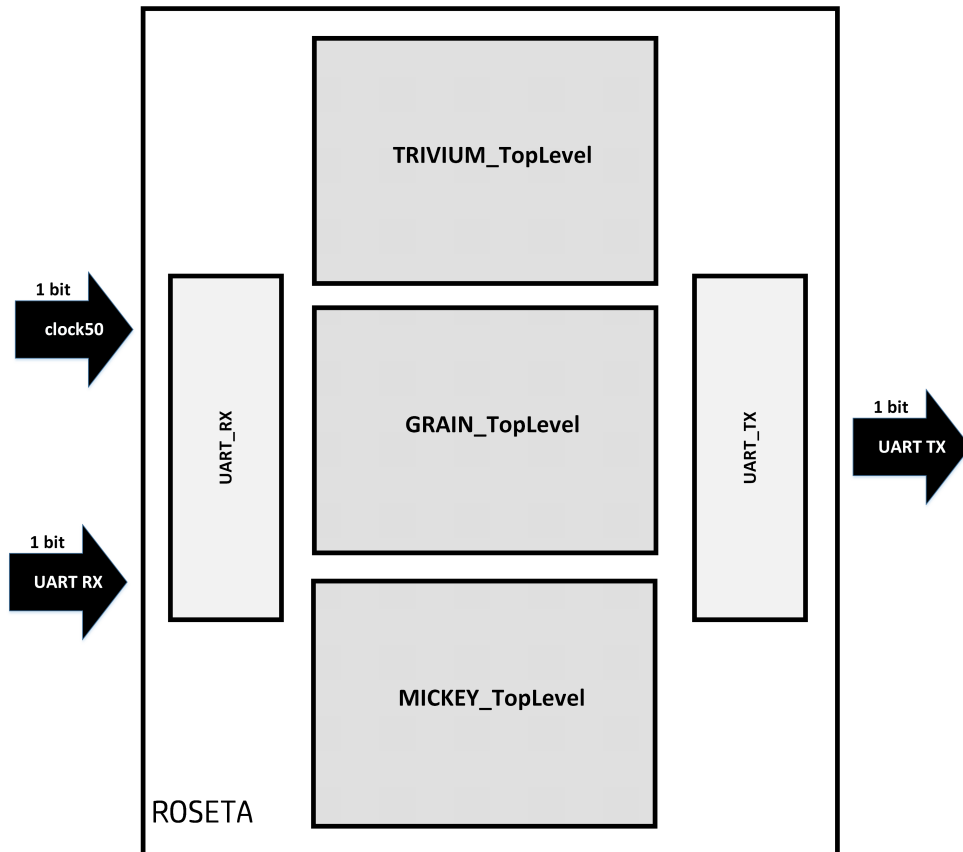 TRIVIUM_TopLevel
1 bit
clock50
UART_RX
GRAIN_TopLevel
UART_TX
1 bit
UART TX
1 bit
UART RX
MICKEY_TopLevel
ROSETA